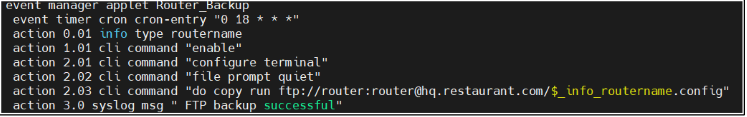 event manager applet Router_Backup
event timer cron cron-entry "0 18 * * *"
action 0.01 info type routername
action 1.01 cli command "enable"
action 2.01 cli command "configure terminal"
action 2.02 cli command "file prompt quiet"
action 2.03 cli command "do copy run ftp://router:router@hq.restaurant.com/$_info_routername.config"
action 3.0 syslog msg " FTP backup successful"